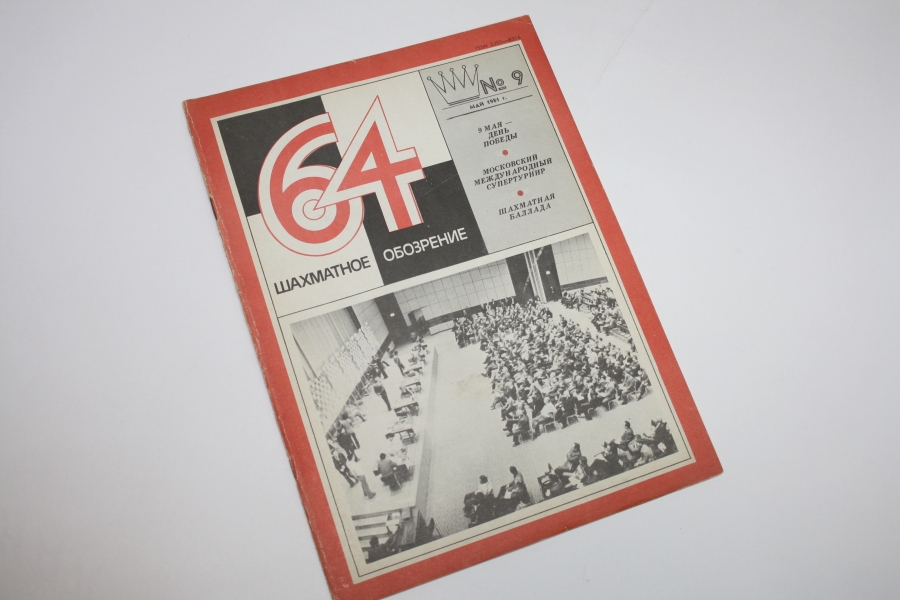 № 9
МАЙ 1981 г.
64
ШАХМАТНОЕ ОБОЗРЕНИЕ
9 МАЯ —
ДЕНЬ
ПОБЕДЫ
МОСКОВСКИЙ
МЕЖДУНАРОДНЫЙ
СУПЕРТУРНИР
ШАХМАТНАЯ
БАЛЛАДА